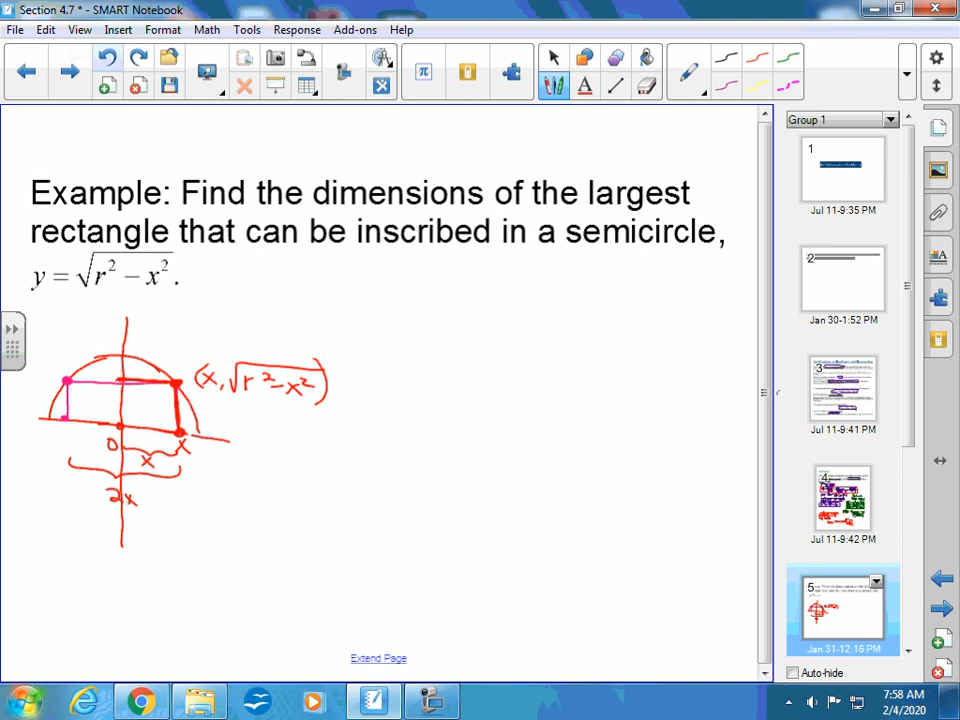 Section 4.7 * - SMART Notebook
File Edit View Insert Format Math Tools Response Add-ons Help
π
A
A
Group 1
1
Jul 11-9:35 PM
2
Jan 30-1:52 PM
3
Jul 11-9:41 PM
4
Jul 11-9:42 PM
5
Jan 31-12:16 PM
Auto-hide
Example: Find the dimensions of the largest
rectangle that can be inscribed in a semicircle,
y = √(r² − x²).
(x, √(r² − x²))
0 x
x
2x
Extend Page
7:58 AM
2/4/2020